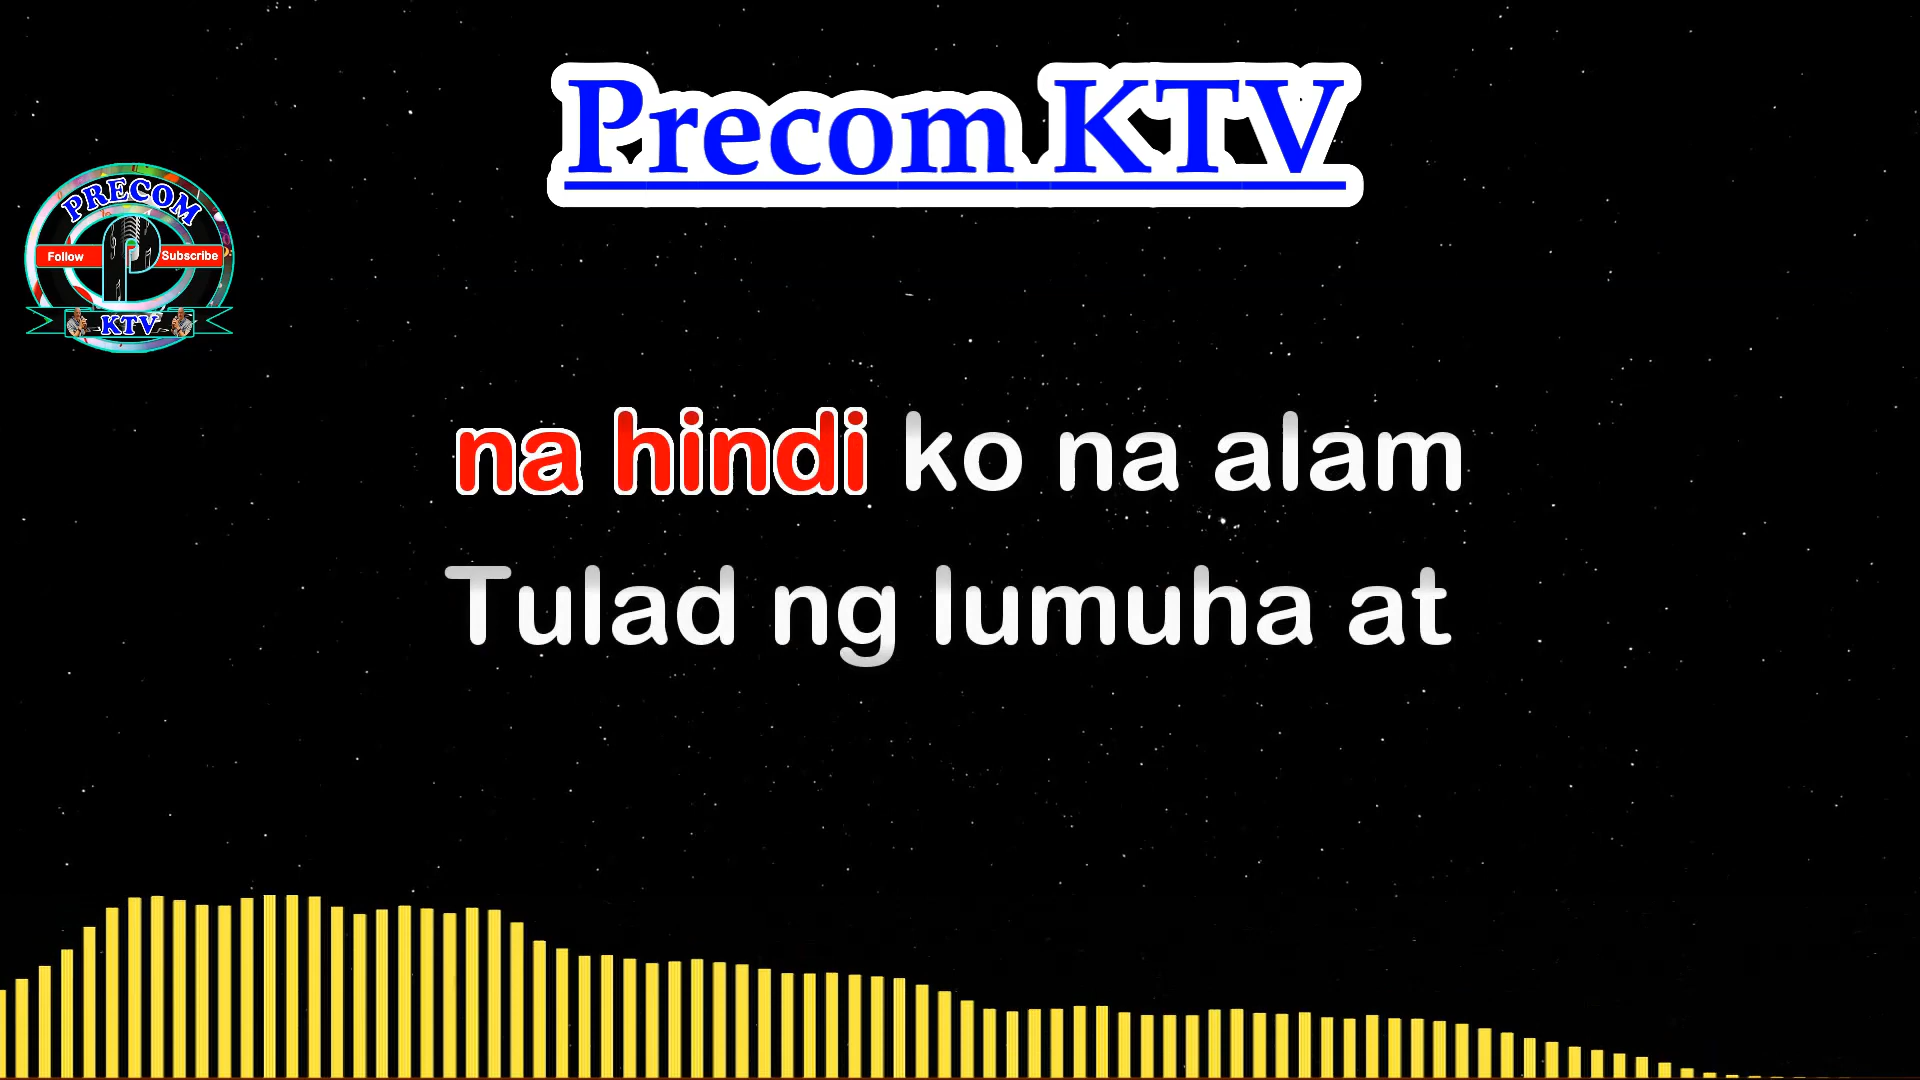 Precom KTV
PRECOM
Follow
Subscribe
KTV
na hindi ko na alam
Tulad ng lumuha at